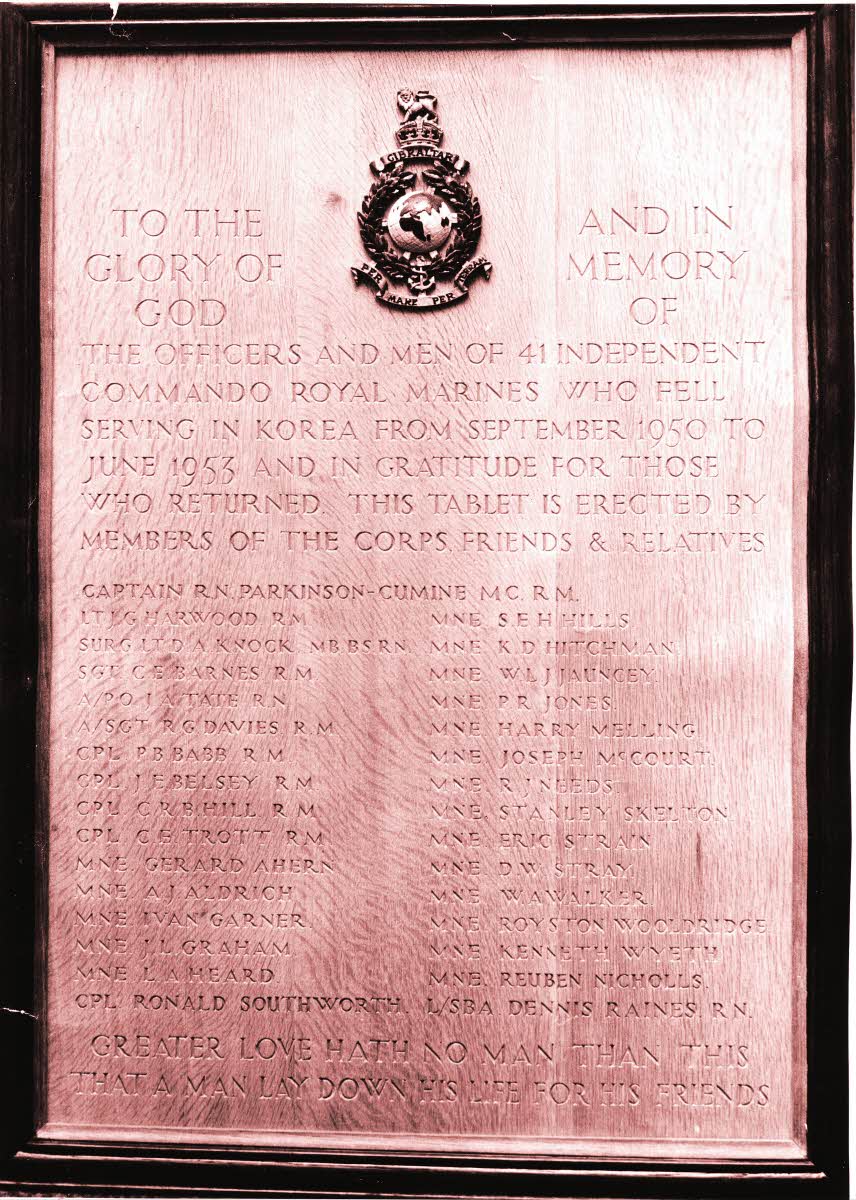 GIBRALTAR
PER MARE PER TERRAM
TO THE
GLORY OF
GOD
AND IN
MEMORY
OF
THE OFFICERS AND MEN OF 41 INDEPENDENT
COMMANDO ROYAL MARINES WHO FELL
SERVING IN KOREA FROM SEPTEMBER 1950 TO
JUNE 1953 AND IN GRATITUDE FOR THOSE
WHO RETURNED. THIS TABLET IS ERECTED BY
MEMBERS OF THE CORPS, FRIENDS & RELATIVES
CAPTAIN R.N. PARKINSON-CUMINE M.C. R.M.
LT J.G. HARWOOD R.M.
SURG. LT D.A. KNOCK. M.B.B.S R.N.
SGT. C.E. BARNES R.M.
A/P.O. J.A. TATE R.N.
A/SGT R.G. DAVIES. R.M.
CPL P.B. BABB R.M.
CPL. J.E. BELSEY R.M.
CPL. C.R.B. HILL R.M.
CPL. C.E. TROTT R.M.
MNE. GERARD AHERN
MNE A.J. ALDRICH
MNE IVAN GARNER
MNE J.L. GRAHAM
MNE L.A. HEARD
CPL. RONALD SOUTHWORTH.
MNE. S.E.H. HILLS.
MNE. K.D. HITCHMAN.
MNE. W.L.J. JAUNCEY.
MNE. P.R. JONES.
MNE. HARRY MELLING
MNE. JOSEPH McCOURT.
MNE. R.J. NEEDS.
MNE. STANLEY SKELTON.
MNE. ERIC STRAIN
MNE. D.W. STRAY.
MNE. W.A. WALKER.
MNE. ROYSTON WOOLDRIDGE
MNE. KENNETH WYETH
MNE. REUBEN NICHOLLS.
L/SBA DENNIS RAINES, R.N.
GREATER LOVE HATH NO MAN THAN THIS
THAT A MAN LAY DOWN HIS LIFE FOR HIS FRIENDS